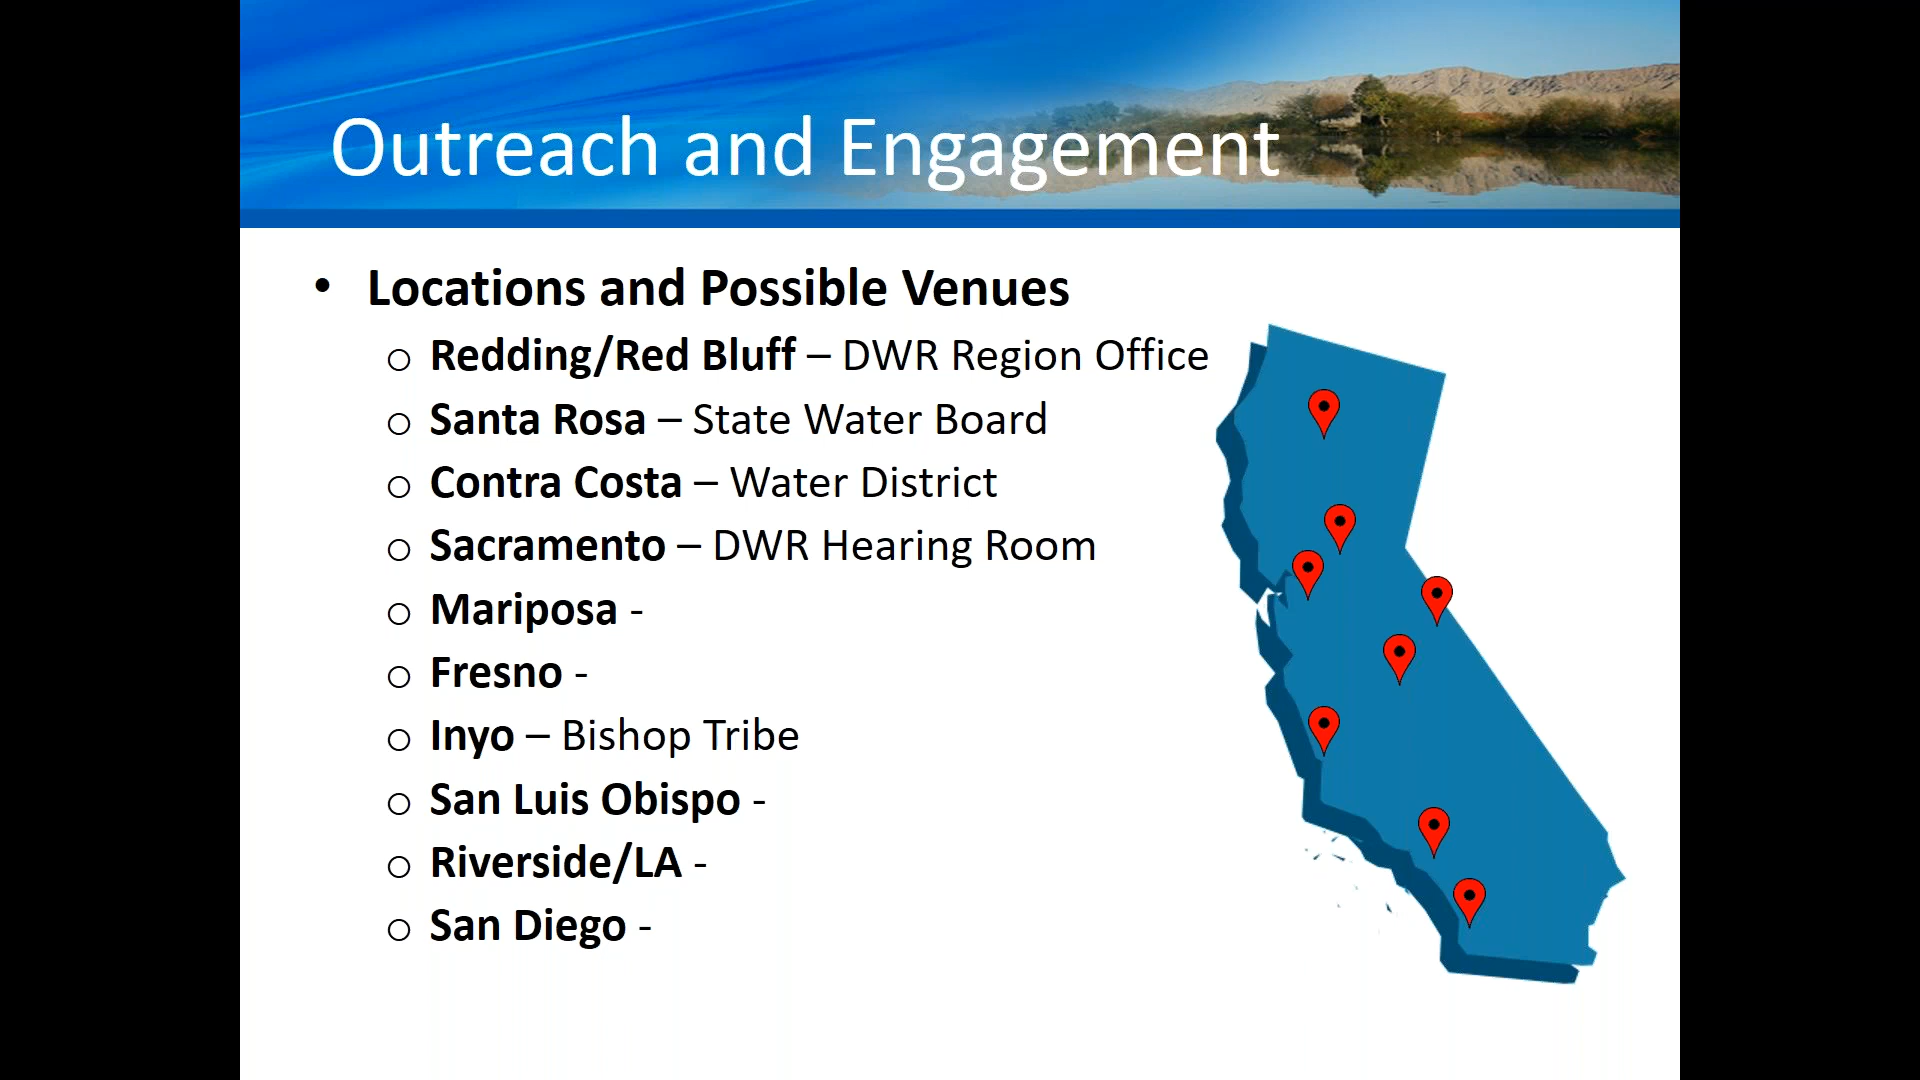 Outreach and Engagement
• Locations and Possible Venues
o Redding/Red Bluff – DWR Region Office
o Santa Rosa – State Water Board
o Contra Costa – Water District
o Sacramento – DWR Hearing Room
o Mariposa -
o Fresno -
o Inyo – Bishop Tribe
o San Luis Obispo -
o Riverside/LA -
o San Diego -